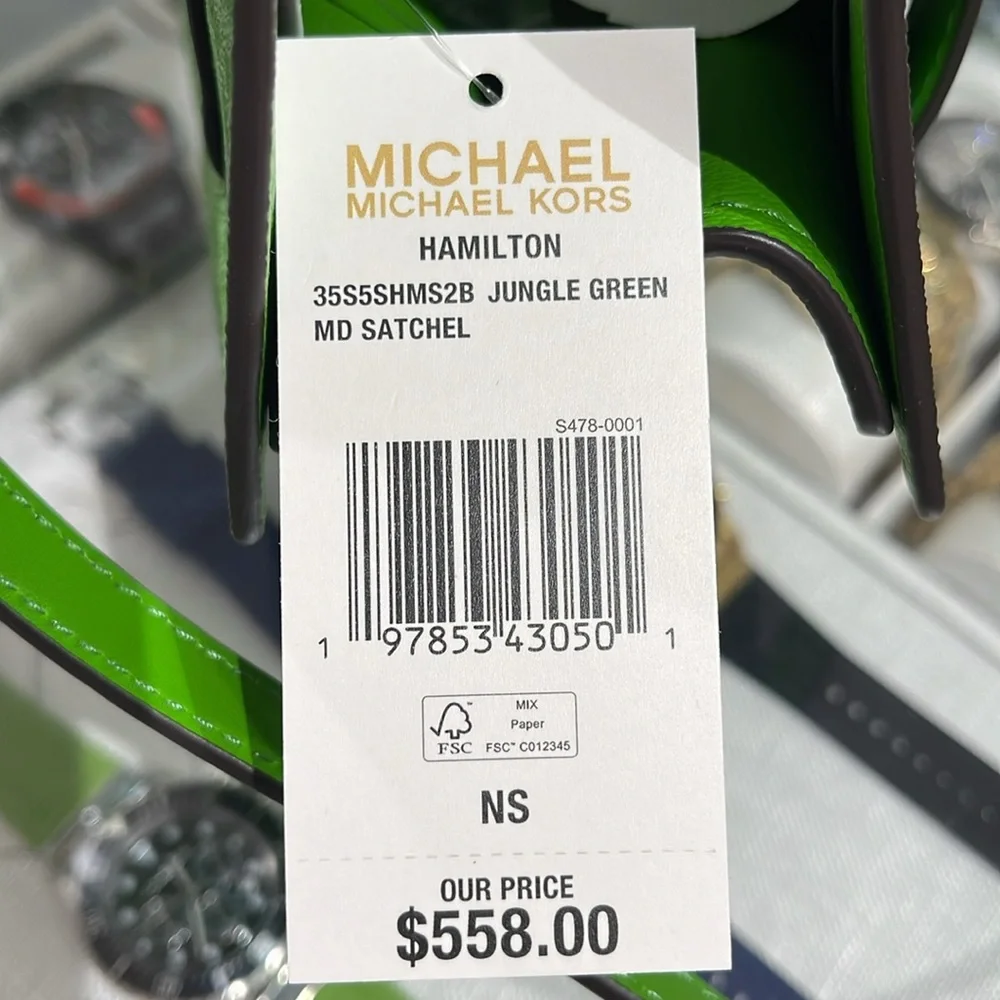 MICHAEL
MICHAEL KORS
HAMILTON
35S5SHMS2B JUNGLE GREEN
MD SATCHEL
S478-0001
1 97853 43050 1
MIX
Paper
FSC™ FSC™ C012345
NS
OUR PRICE
$558.00